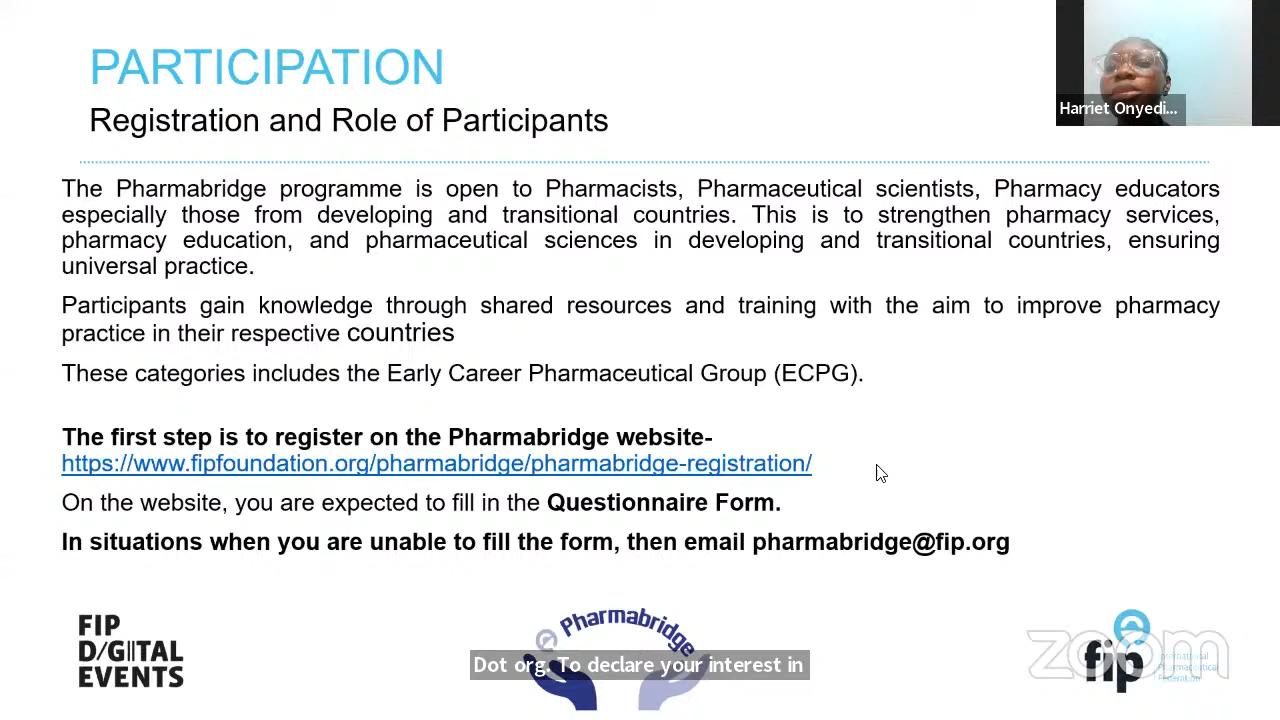 PARTICIPATION
Registration and Role of Participants
Harriet Onyedi...
The Pharmabridge programme is open to Pharmacists, Pharmaceutical scientists, Pharmacy educators
especially those from developing and transitional countries. This is to strengthen pharmacy services,
pharmacy education, and pharmaceutical sciences in developing and transitional countries, ensuring
universal practice.
Participants gain knowledge through shared resources and training with the aim to improve pharmacy
practice in their respective countries
These categories includes the Early Career Pharmaceutical Group (ECPG).
The first step is to register on the Pharmabridge website-
https://www.fipfoundation.org/pharmabridge/pharmabridge-registration/
On the website, you are expected to fill in the Questionnaire Form.
In situations when you are unable to fill the form, then email pharmabridge@fip.org
FIP
DIGITAL
EVENTS
Pharmabridge
Dot org. To declare your interest in
zoom
fip
International
Pharmaceutical
Federation